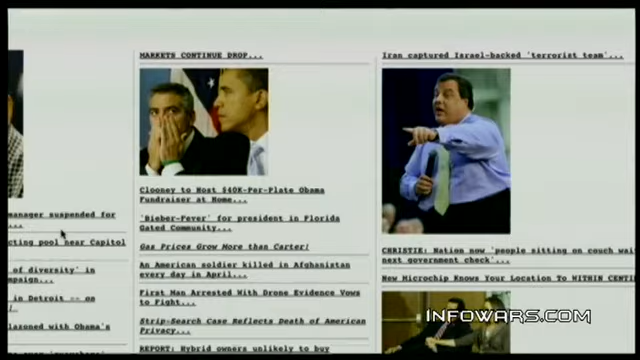 manager suspended for
...
cting pool near Capitol
of diversity' in
mpaign...
in Detroit == on
lazoned with Obama's
MARKETS CONTINUE DROP...
Clooney to Host $40K-Per-Plate Obama
Fundraiser at Home...
'Bieber-Fever' for president in Florida
Gated Community...
Gas Prices Grow More than Carter!
An American soldier killed in Afghanistan
every day in April...
First Man Arrested With Drone Evidence Vows
to Fight...
Strip-Search Case Reflects Death of American
Privacy...
REPORT: Hybrid owners unlikely to buy
Iran captured Israel-backed 'terrorist team'...
CHRISTIE: Nation now 'people sitting on couch wai
next government check'...
New Microchip Knows Your Location To WITHIN CENTI
INFOWARS.COM